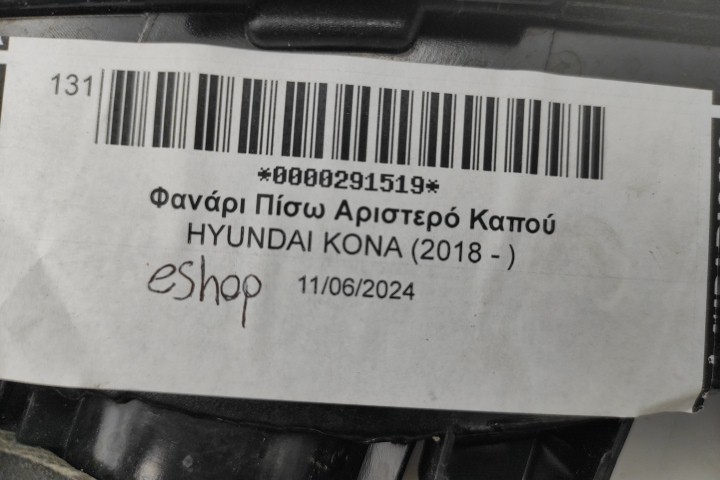 131
*0000291519*
Φανάρι Πίσω Αριστερό Καπού
HYUNDAI KONA (2018 - )
eshop 11/06/2024